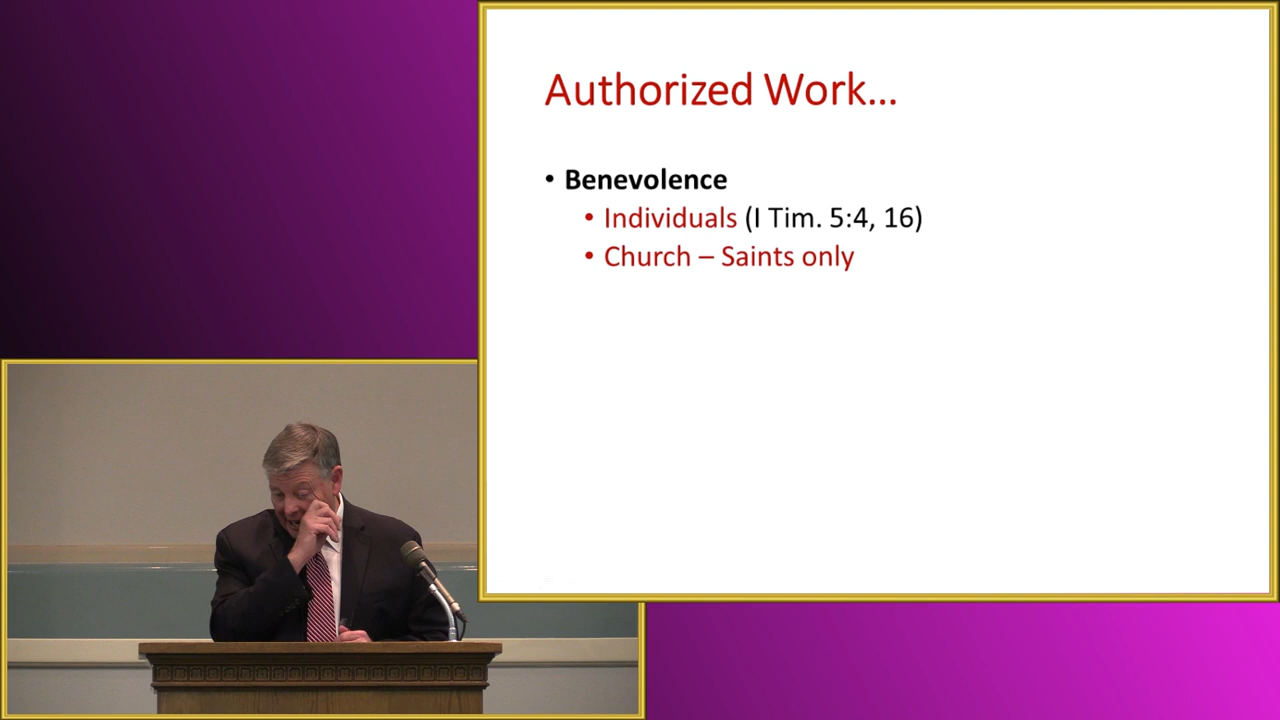 Authorized Work...
• Benevolence
• Individuals (I Tim. 5:4, 16)
• Church – Saints only